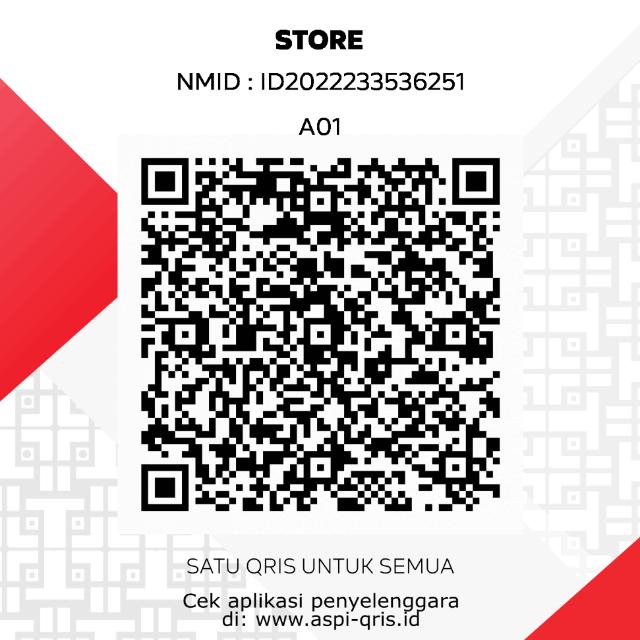 STORE
NMID : ID2022233536251
A01
SATU QRIS UNTUK SEMUA
Cek aplikasi penyelenggara
di: www.aspi-qris.id